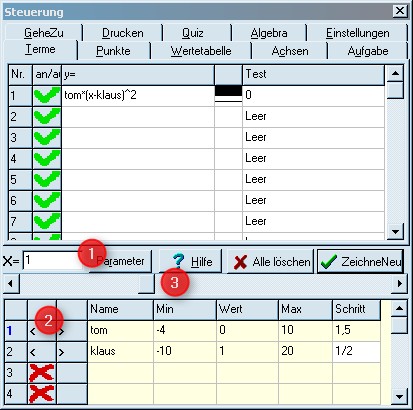 Steuerung
GeheZu Drucken Quiz Algebra Einstellungen
Terme Punkte Wertetabelle Achsen Aufgabe
Nr. an/au y= Test
1 tom*(x-klaus)^2 0
2 Leer
3 Leer
4 Leer
5 Leer
6 Leer
7 Leer
X= 1 1 Parameter ? Hilfe Alle löschen ZeichneNeu
3
2 Name Min Wert Max Schritt
1 < > tom -4 0 10 1,5
2 < > klaus -10 1 20 1/2
3
4